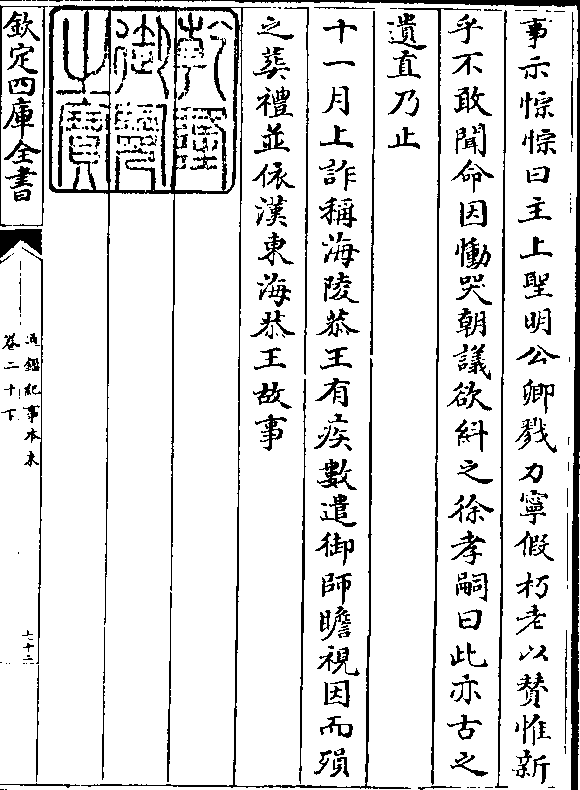 事示悰悰曰主上聖明公卿戮力寧假朽老以賛惟新
乎不敢聞命因慟哭朝議欲糾之徐孝嗣曰此亦古之
遺直乃止
十一月上詐稱海陵恭王有疾數遣御師瞻視因而殞
之葬禮並依漢東海恭王故事
乾隆御覽之寶
欽定四庫全書
通鑑紀事本末
卷二十下
七十二